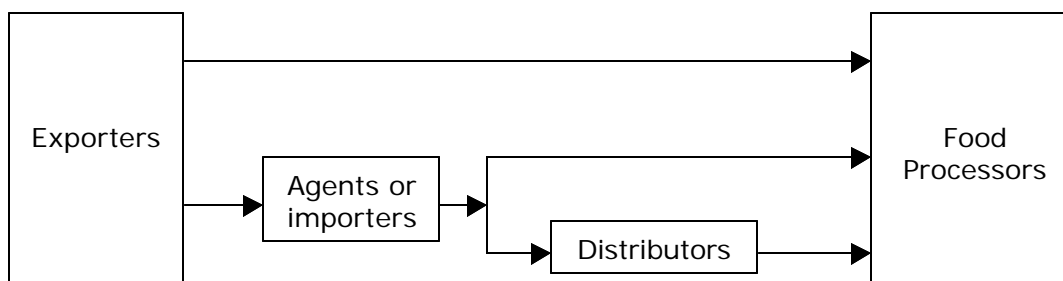 Exporters
Agents or
importers
Distributors
Food
Processors